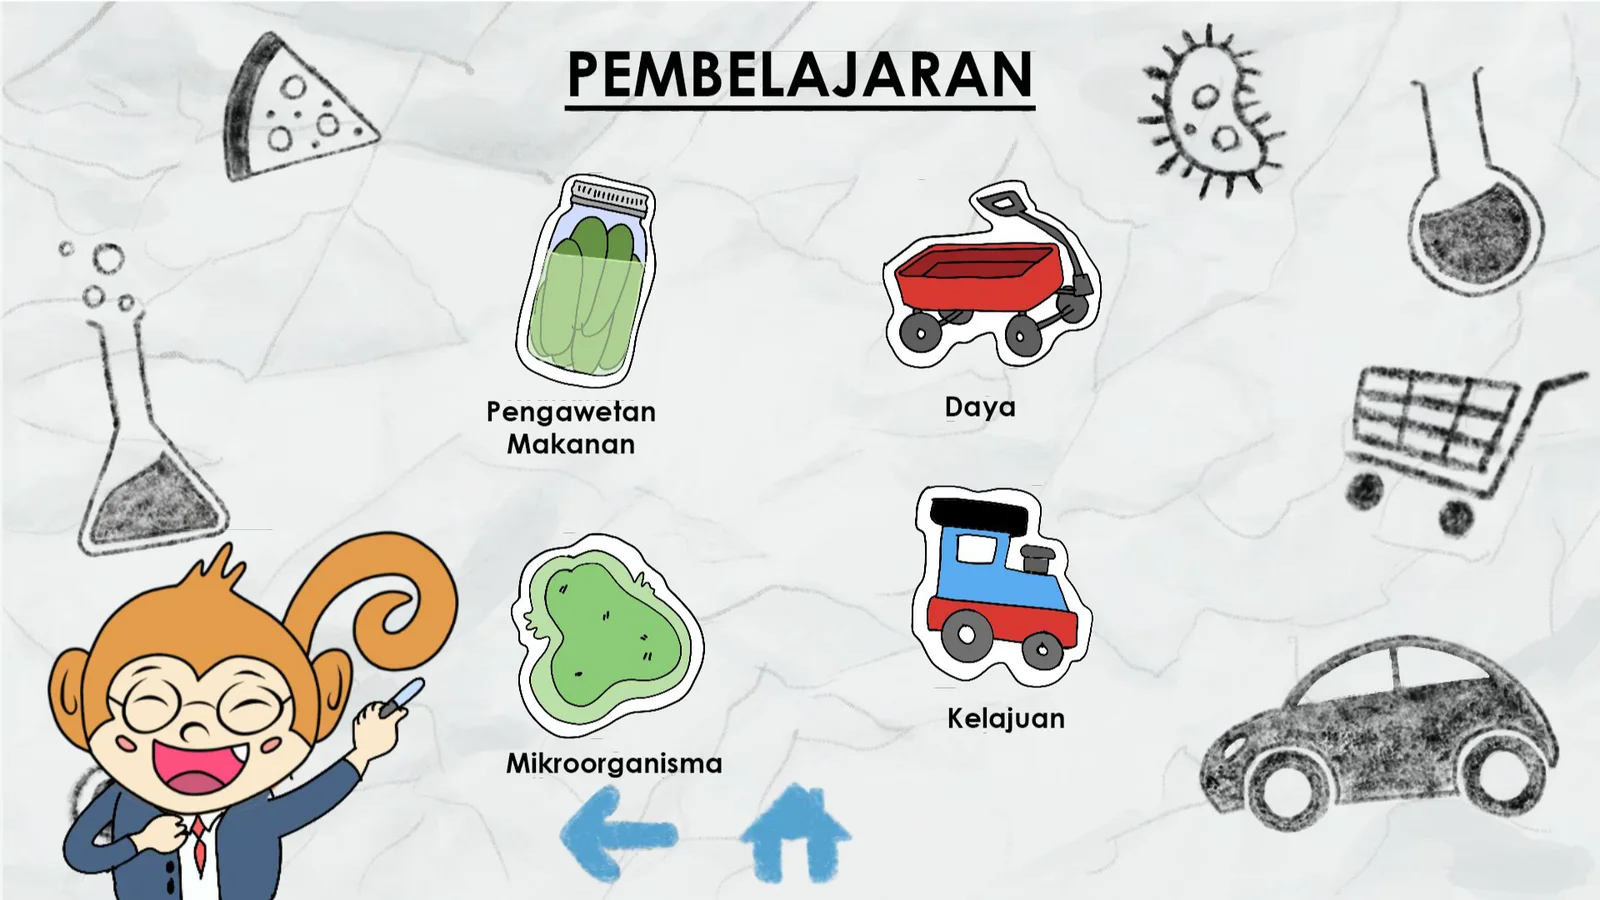 PEMBELAJARAN
Pengawetan
Makanan
Daya
Mikroorganisma
Kelajuan